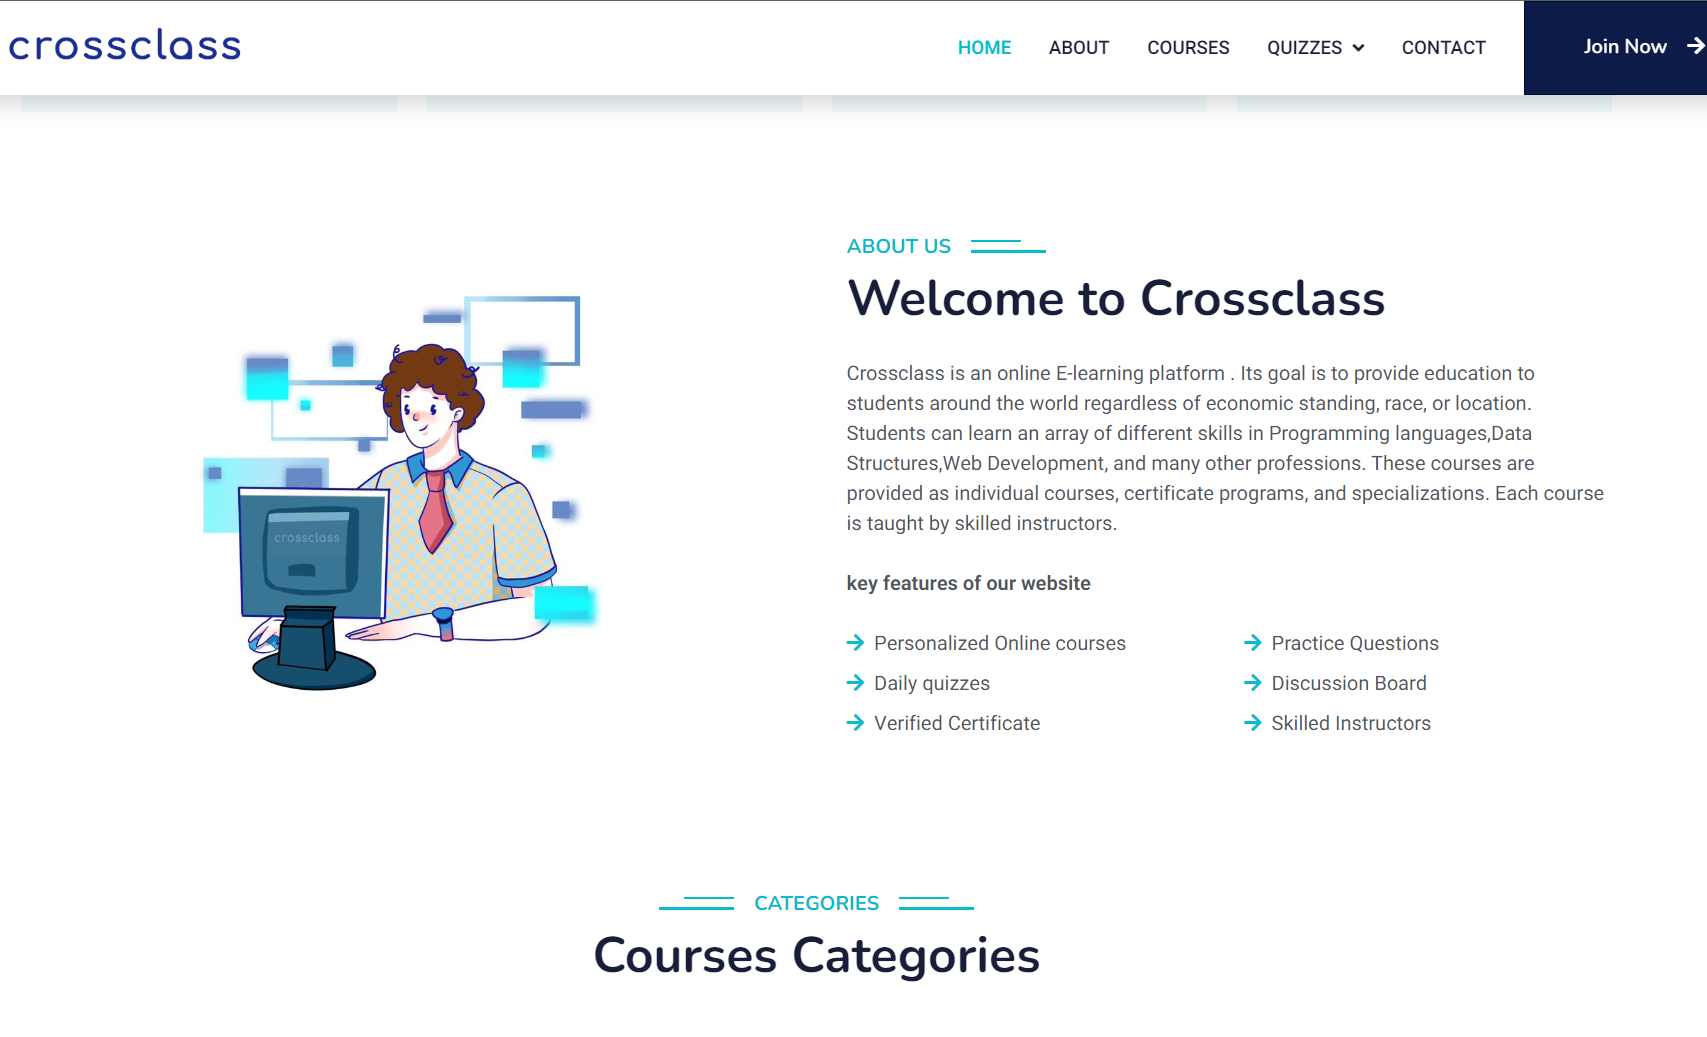 crossclass
HOME ABOUT COURSES QUIZZES CONTACT Join Now
ABOUT US
Welcome to Crossclass
Crossclass is an online E-learning platform . Its goal is to provide education to
students around the world regardless of economic standing, race, or location.
Students can learn an array of different skills in Programming languages,Data
Structures,Web Development, and many other professions. These courses are
provided as individual courses, certificate programs, and specializations. Each course
is taught by skilled instructors.
crossclass
key features of our website
Personalized Online courses
Daily quizzes
Verified Certificate
Practice Questions
Discussion Board
Skilled Instructors
CATEGORIES
Courses Categories